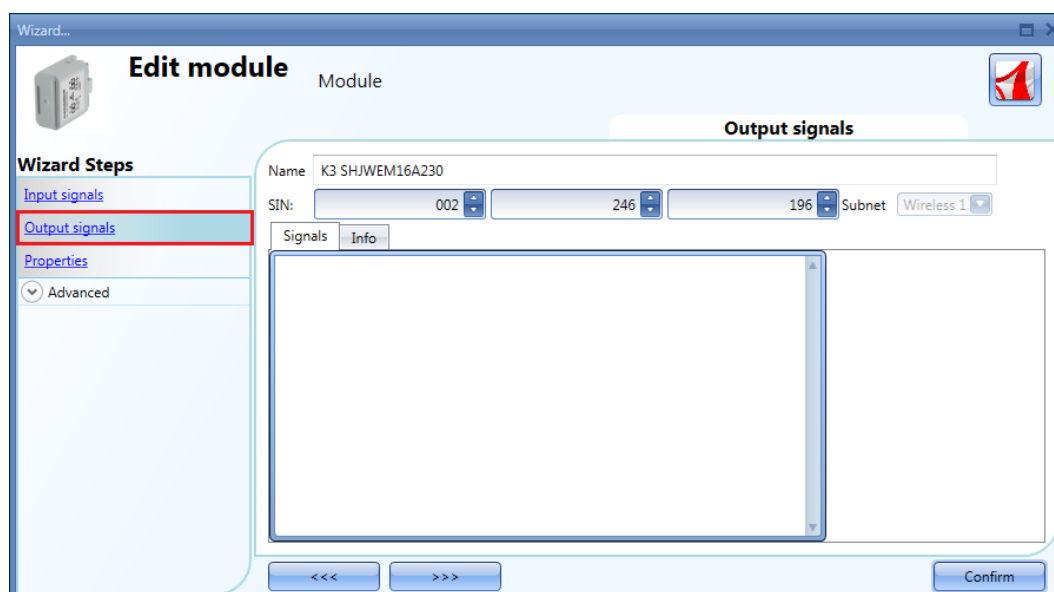 Wizard...
Edit module
Module
Output signals
Wizard Steps
Input signals
Output signals
Properties
Advanced
Name K3 SHJWEM16A230
SIN: 002 246 196 Subnet Wireless 1
Signals Info
<<< >>> Confirm